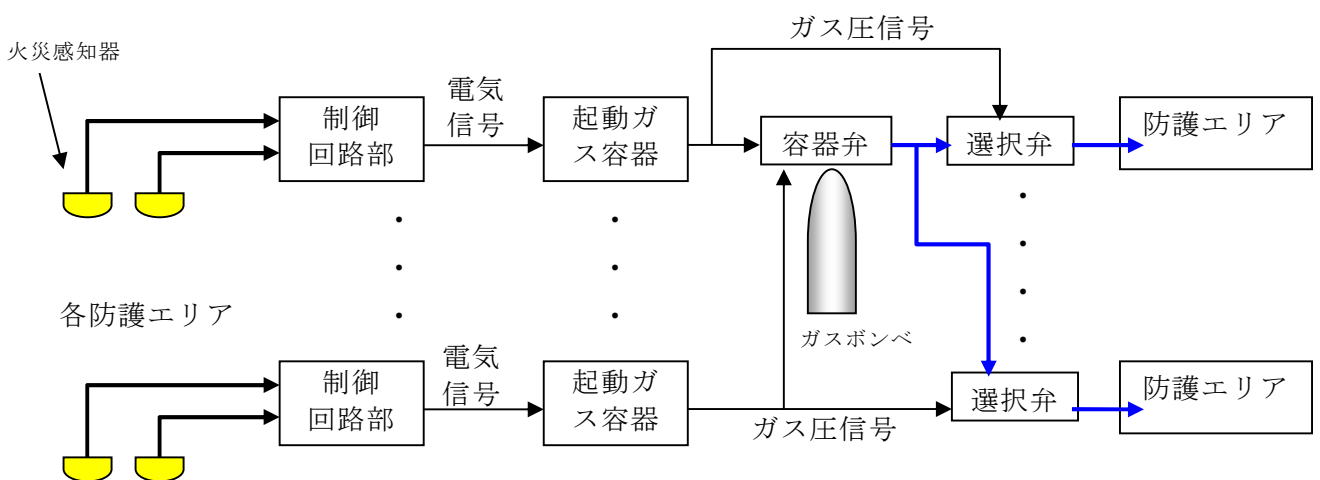 ガス圧信号
火災感知器
電気
信号
制御
回路部
起動ガ
ス容器
容器弁
選択弁
防護エリア
・
・
・
・
・
・
・
・
・
・
各防護エリア
ガスボンベ
電気
信号
制御
回路部
起動ガ
ス容器
ガス圧信号
選択弁
防護エリア